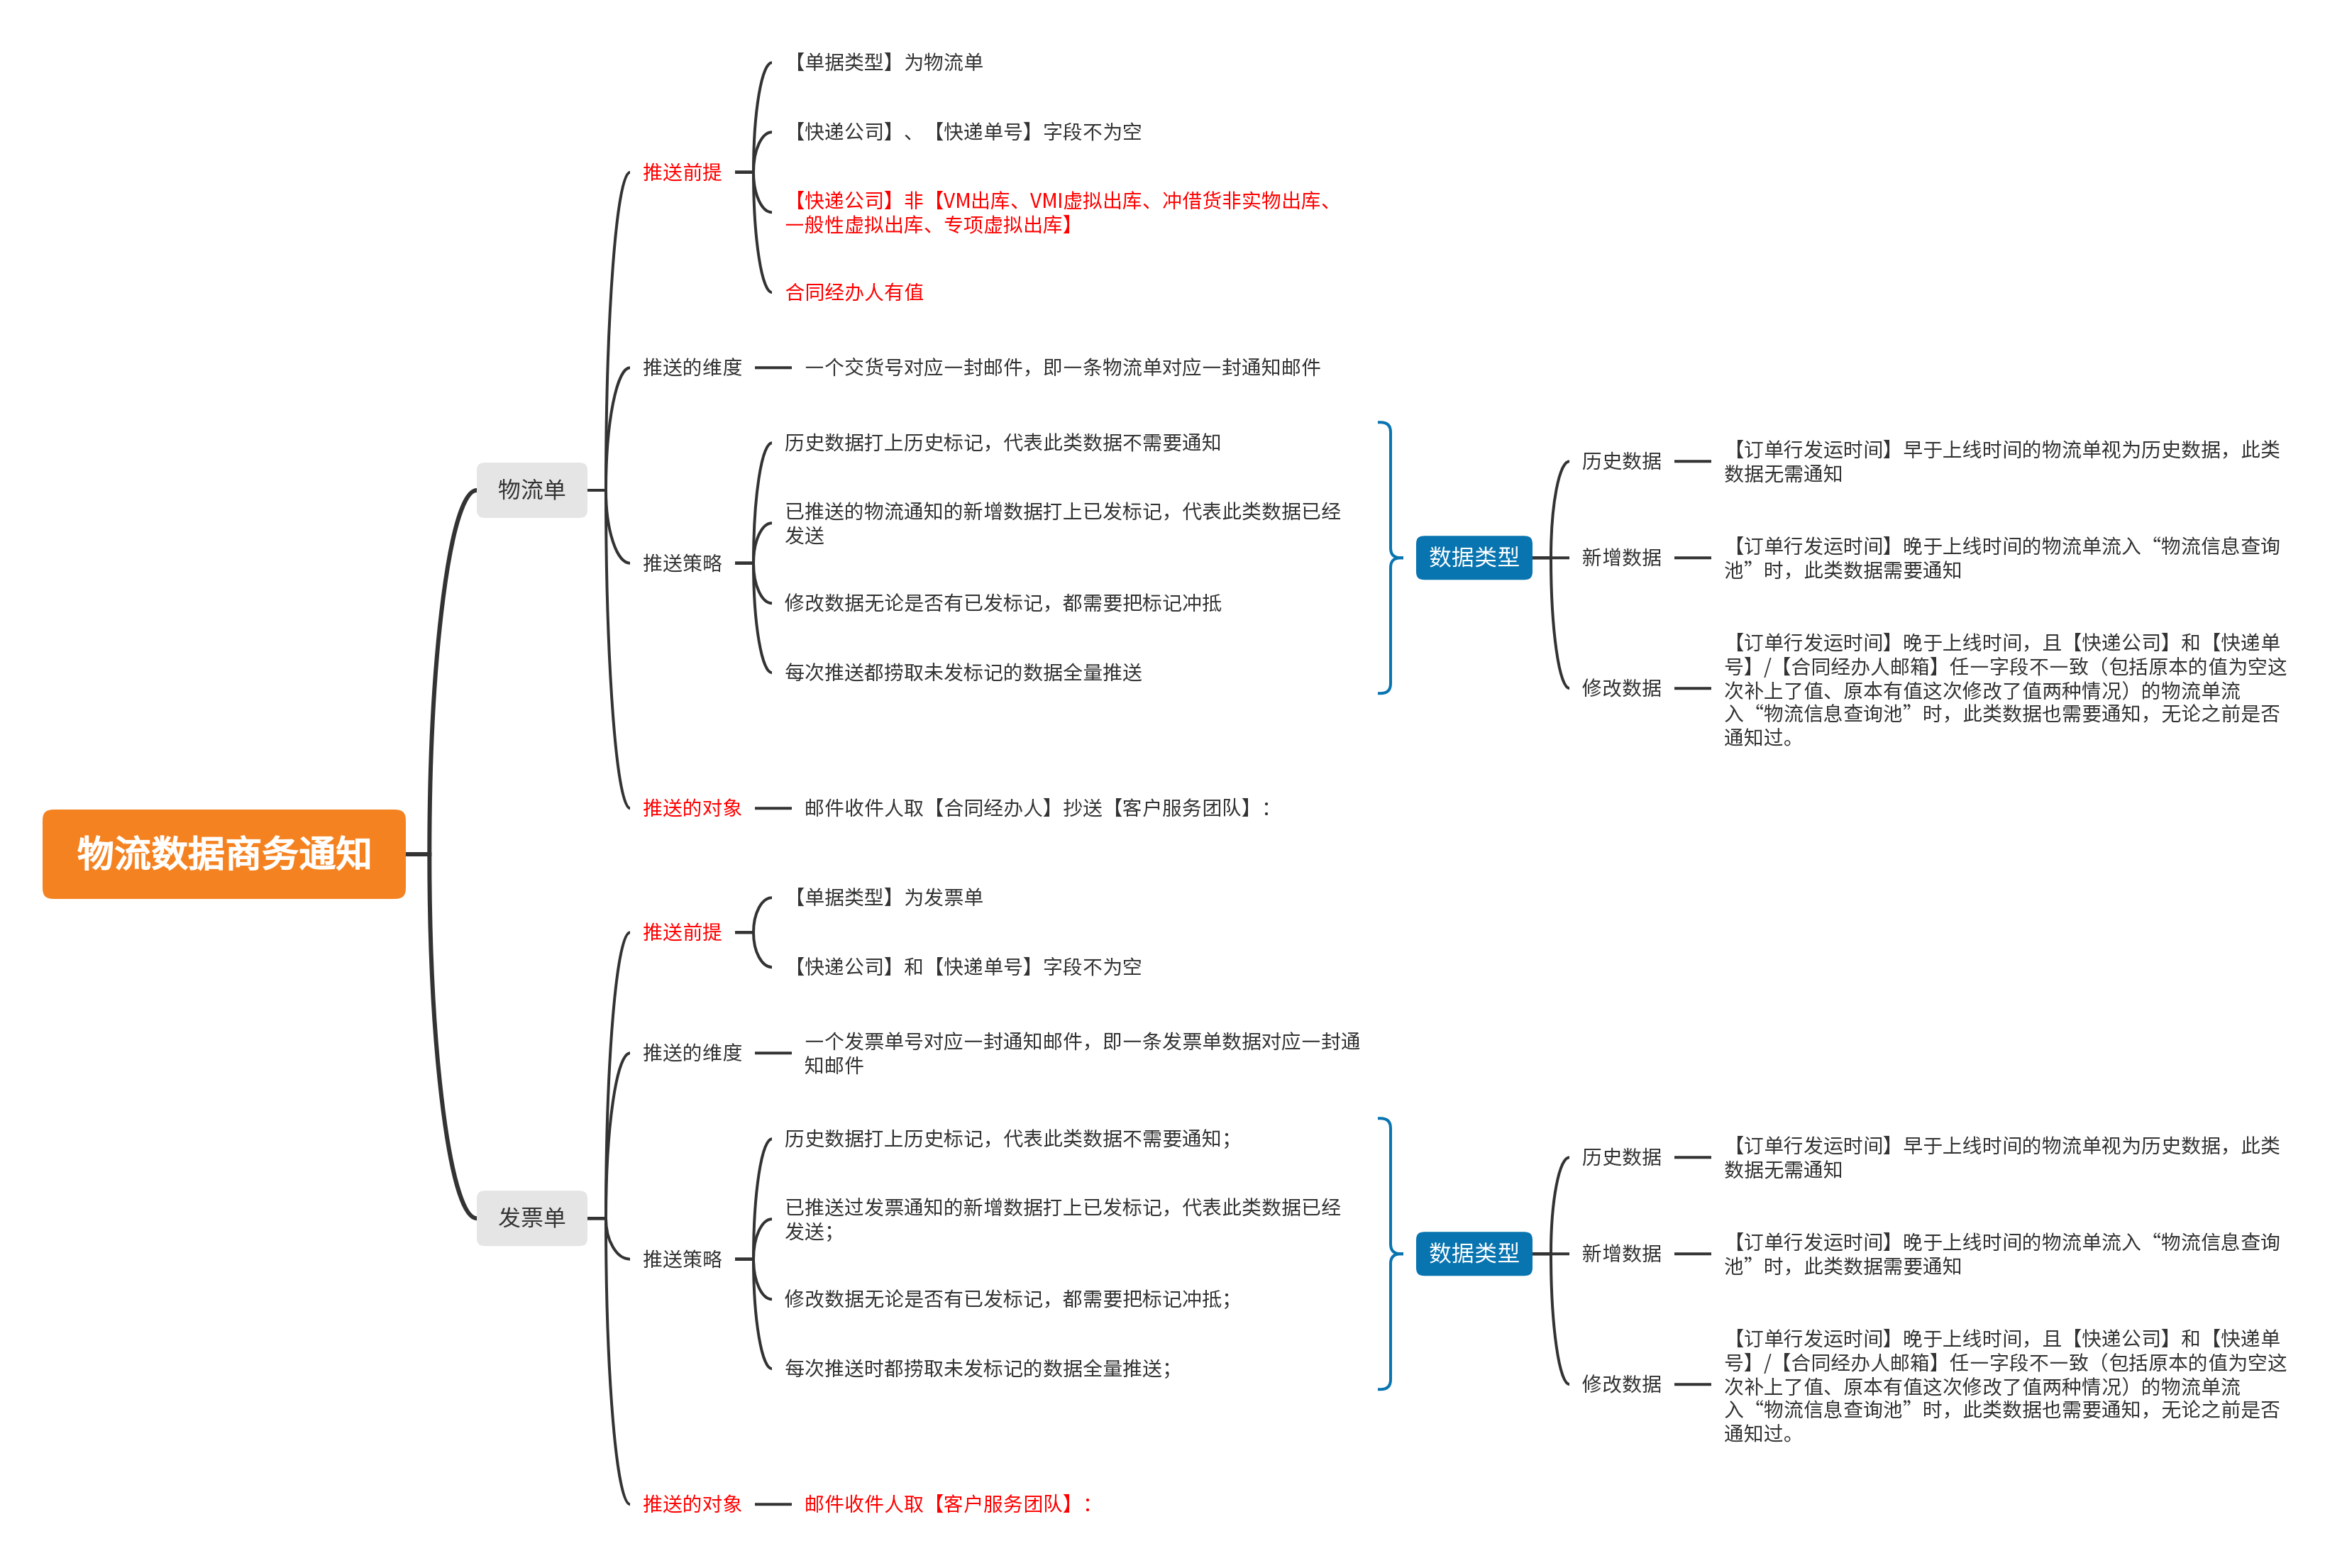 物流数据商务通知
物流单
推送前提
【单据类型】为物流单
【快递公司】、【快递单号】字段不为空
【快递公司】非【VM出库、VMI虚拟出库、冲借货非实物出库、
一般性虚拟出库、专项虚拟出库】
合同经办人有值
推送的维度
一个交货号对应一封邮件，即一条物流单对应一封通知邮件
推送策略
历史数据打上历史标记，代表此类数据不需要通知
已推送的物流通知的新增数据打上已发标记，代表此类数据已经
发送
修改数据无论是否有已发标记，都需要把标记冲抵
每次推送都捞取未发标记的数据全量推送
数据类型
历史数据
【订单行发运时间】早于上线时间的物流单视为历史数据，此类
数据无需通知
新增数据
【订单行发运时间】晚于上线时间的物流单流入“物流信息查询
池”时，此类数据需要通知
修改数据
【订单行发运时间】晚于上线时间，且【快递公司】和【快递单
号】/【合同经办人邮箱】任一字段不一致（包括原本的值为空这
次补上了值、原本有值这次修改了值两种情况）的物流单流
入“物流信息查询池”时，此类数据也需要通知，无论之前是否
通知过。
推送的对象
邮件收件人取【合同经办人】抄送【客户服务团队】：
发票单
推送前提
【单据类型】为发票单
【快递公司】和【快递单号】字段不为空
推送的维度
一个发票单号对应一封通知邮件，即一条发票单数据对应一封通
知邮件
推送策略
历史数据打上历史标记，代表此类数据不需要通知；
已推送过发票通知的新增数据打上已发标记，代表此类数据已经
发送；
修改数据无论是否有已发标记，都需要把标记冲抵；
每次推送时都捞取未发标记的数据全量推送；
数据类型
历史数据
【订单行发运时间】早于上线时间的物流单视为历史数据，此类
数据无需通知
新增数据
【订单行发运时间】晚于上线时间的物流单流入“物流信息查询
池”时，此类数据需要通知
修改数据
【订单行发运时间】晚于上线时间，且【快递公司】和【快递单
号】/【合同经办人邮箱】任一字段不一致（包括原本的值为空这
次补上了值、原本有值这次修改了值两种情况）的物流单流
入“物流信息查询池”时，此类数据也需要通知，无论之前是否
通知过。
推送的对象
邮件收件人取【客户服务团队】：